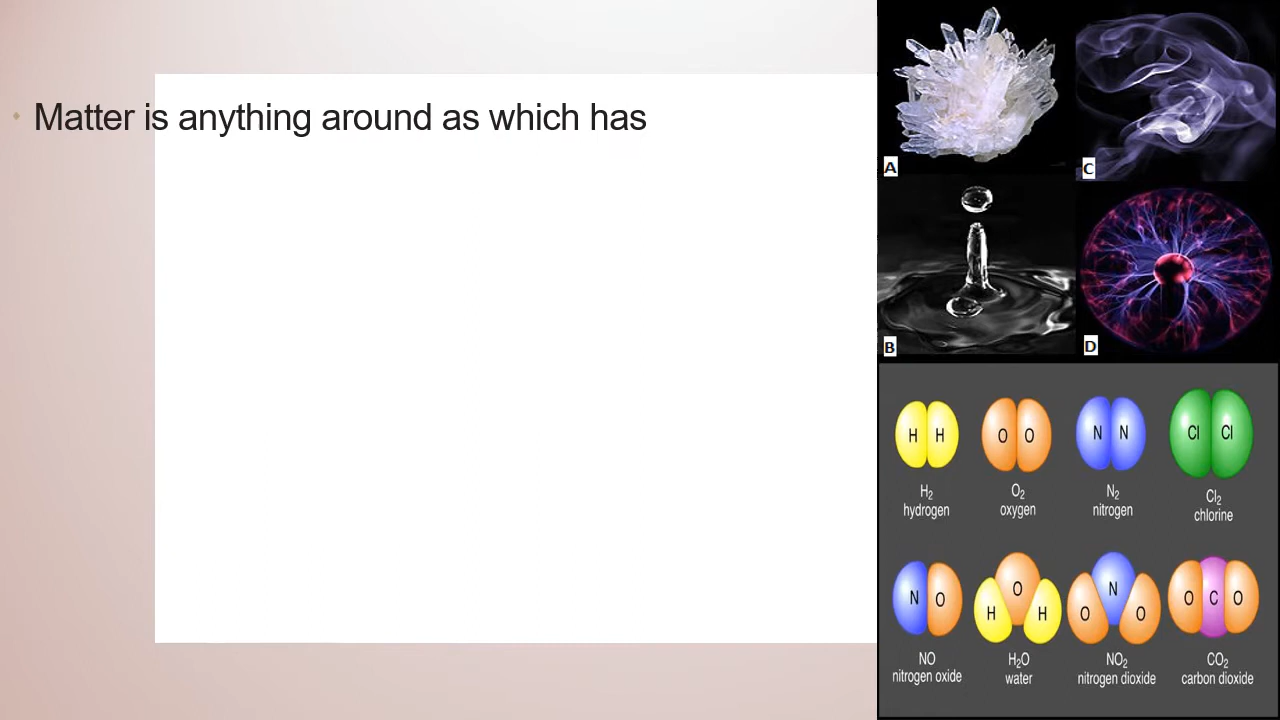 Matter is anything around as which has
A
C
B
D
H H
O O
N N
Cl Cl
H₂
hydrogen
O₂
oxygen
N₂
nitrogen
Cl₂
chlorine
N O
H O H
O N O
O C O
NO
nitrogen oxide
H₂O
water
NO₂
nitrogen dioxide
CO₂
carbon dioxide